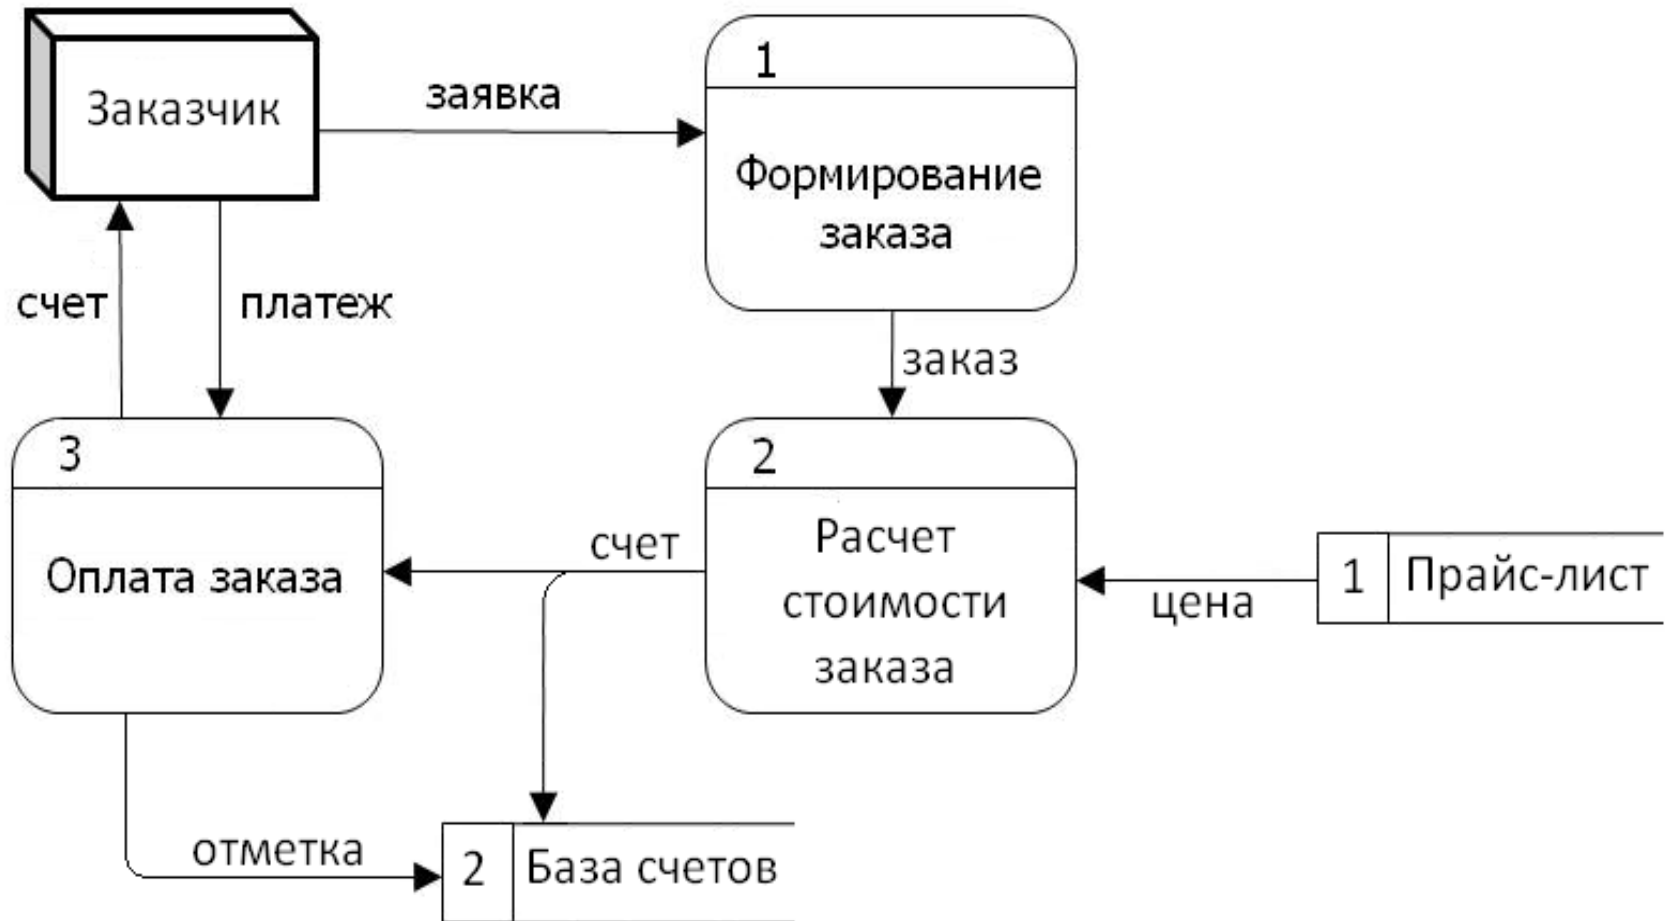 Заказчик
заявка
1
Формирование
заказа
счет
платеж
заказ
3
Оплата заказа
2
Расчет
стоимости
заказа
счет
цена
1
Прайс-лист
отметка
2
База счетов